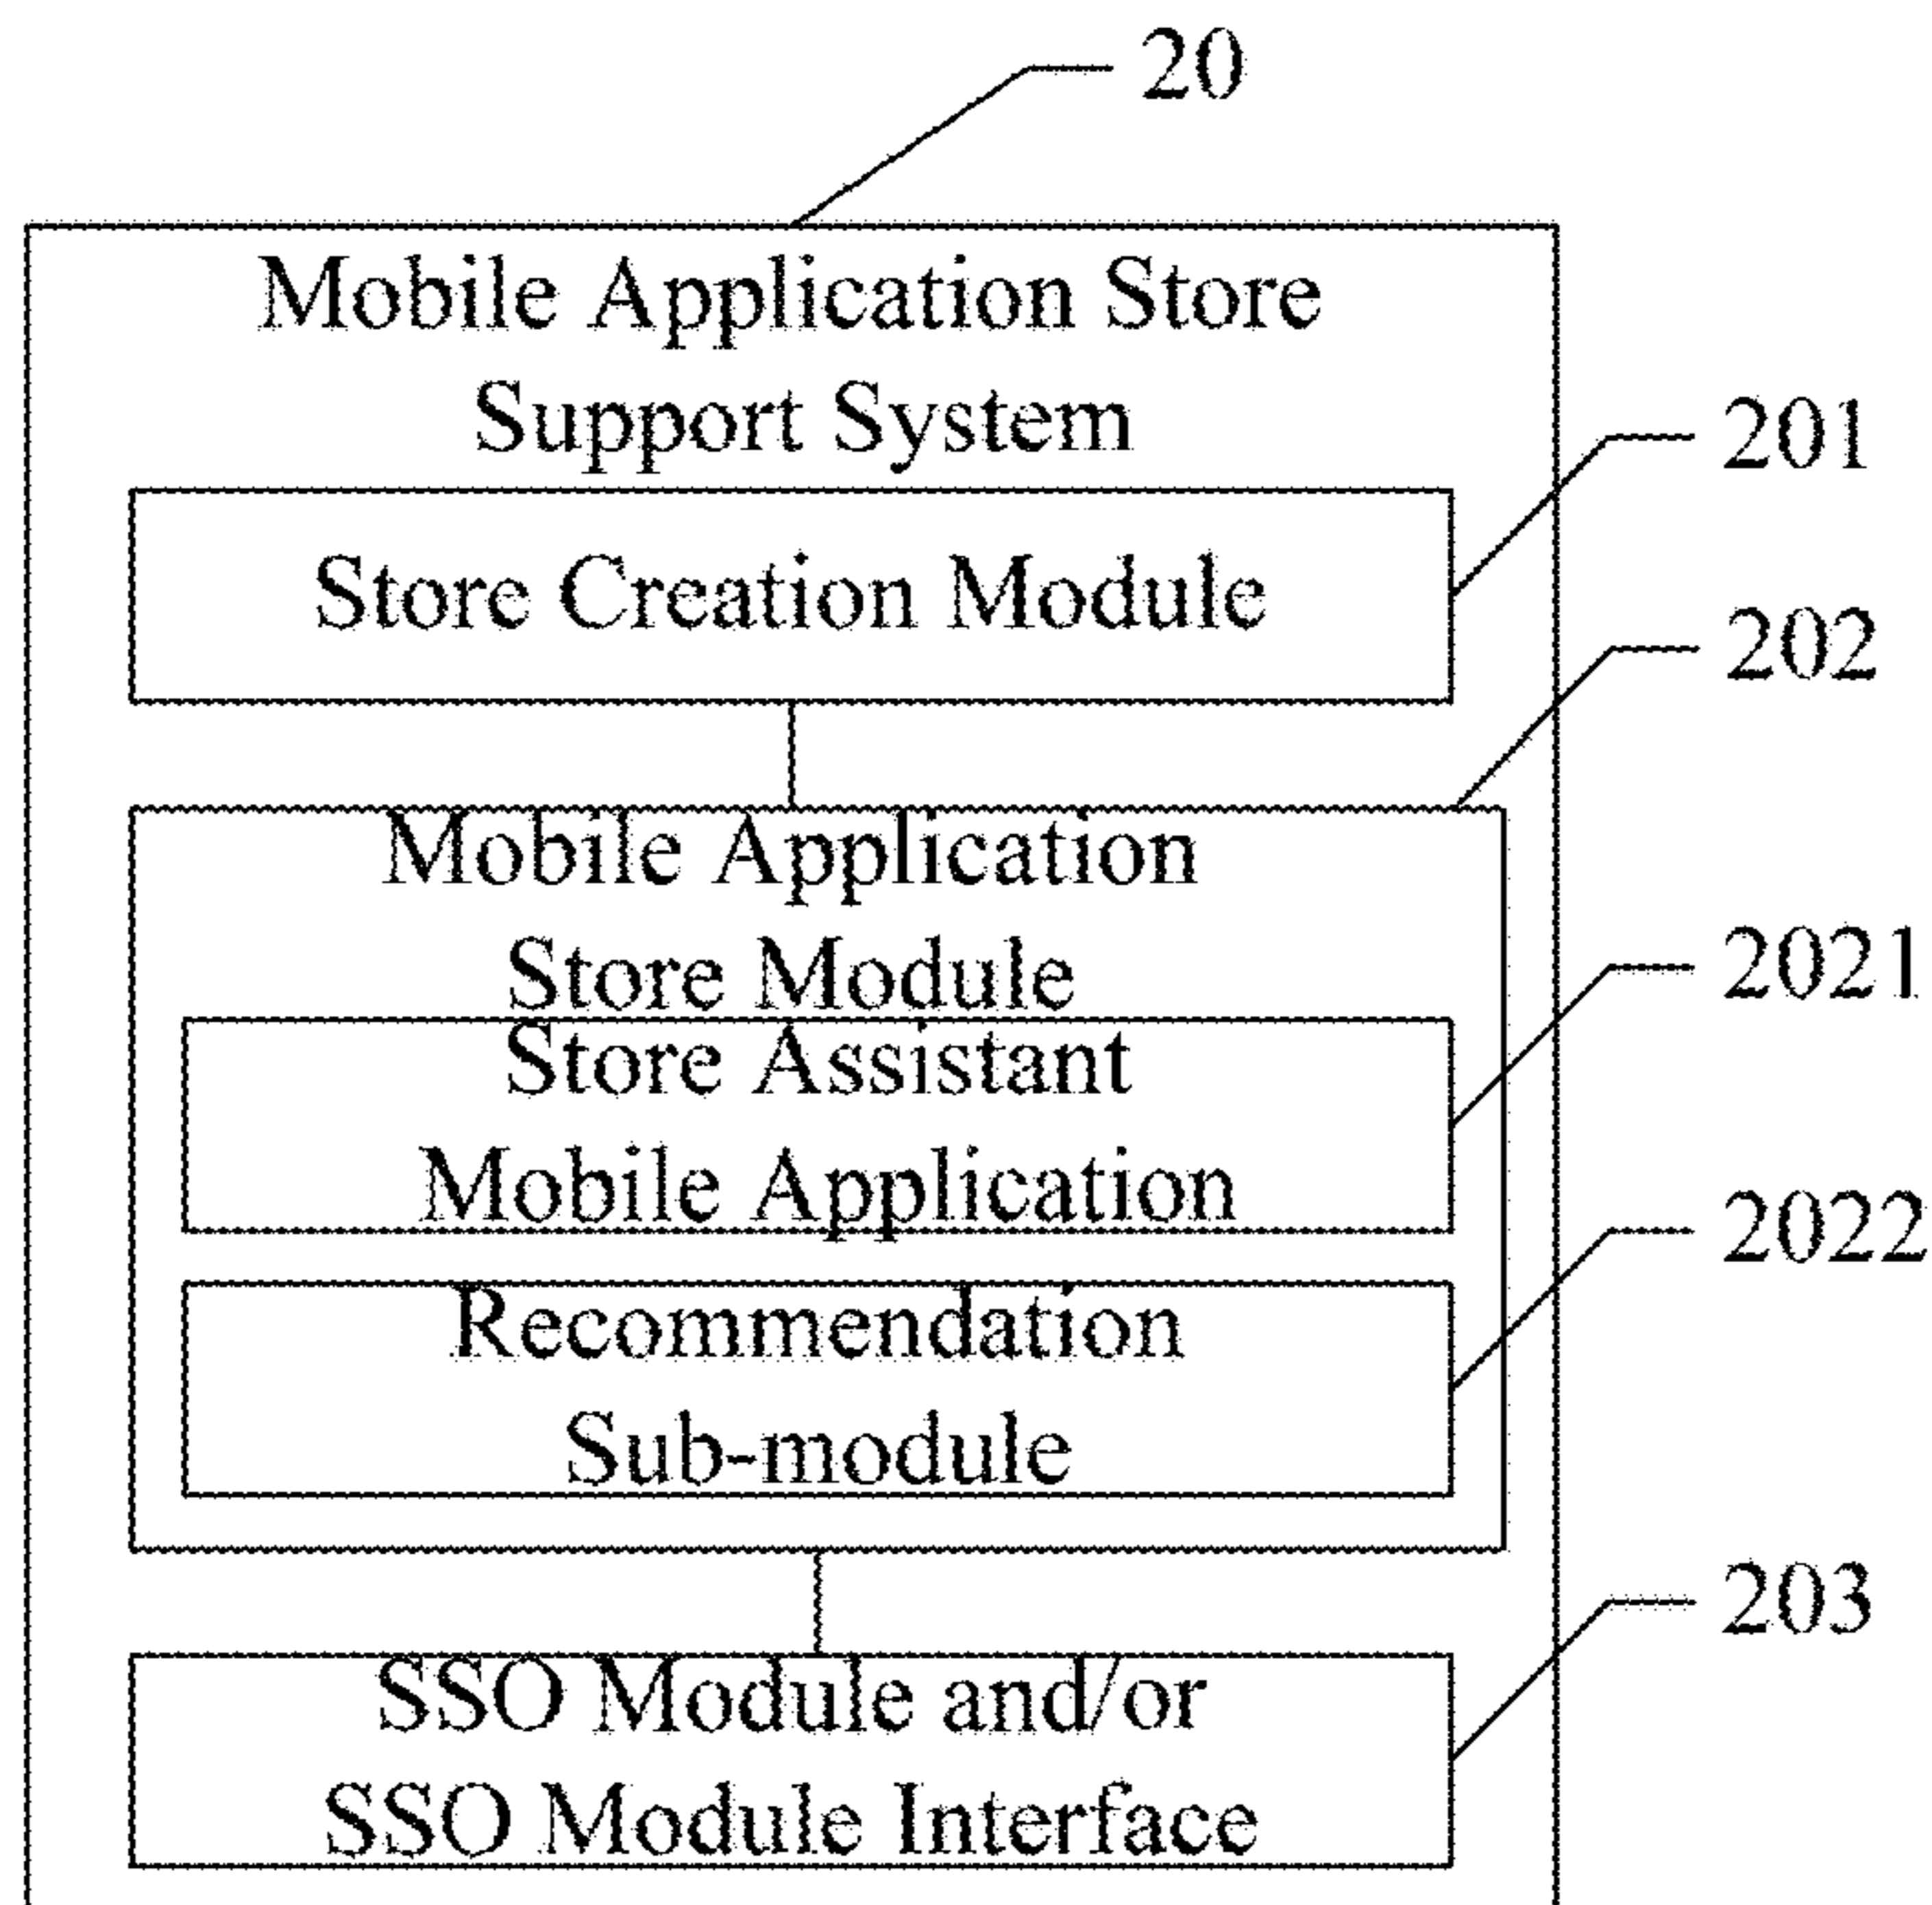 20
Mobile Application Store
Support System
201
Store Creation Module
202
Mobile Application
Store Module
2021
Store Assistant
Mobile Application
2022
Recommendation
Sub-module
203
SSO Module and/or
SSO Module Interface